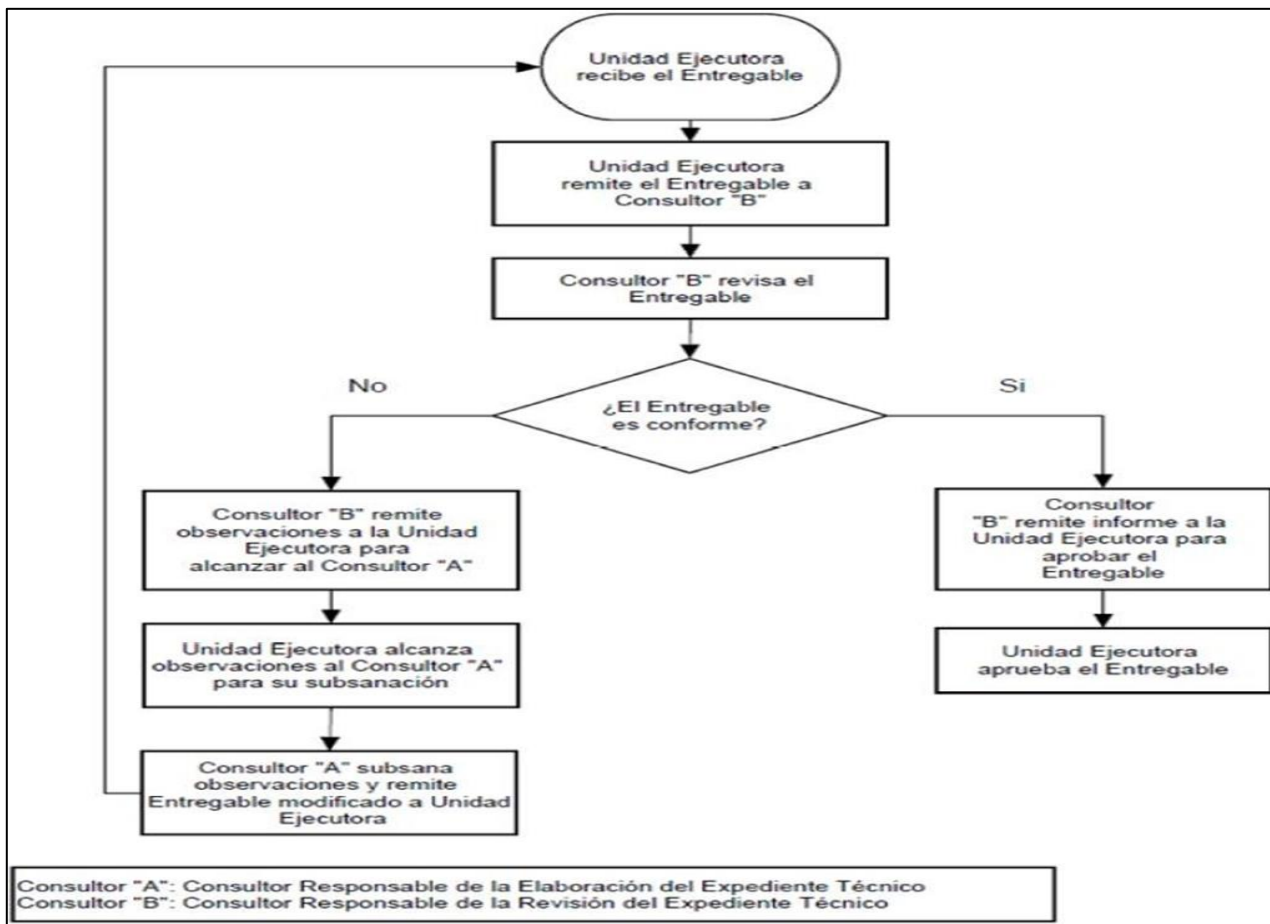 Unidad Ejecutora
recibe el Entregable
Unidad Ejecutora
remite el Entregable a
Consultor "B"
Consultor "B" revisa el
Entregable
¿El Entregable
es conforme?
No
Si
Consultor "B" remite
observaciones a la Unidad
Ejecutora para
alcanzar al Consultor "A"
Unidad Ejecutora alcanza
observaciones al Consultor "A"
para su subsanación
Consultor "A" subsana
observaciones y remite
Entregable modificado a Unidad
Ejecutora
Consultor
"B" remite informe a la
Unidad Ejecutora para
aprobar el
Entregable
Unidad Ejecutora
aprueba el Entregable
Consultor "A": Consultor Responsable de la Elaboración del Expediente Técnico
Consultor "B": Consultor Responsable de la Revisión del Expediente Técnico